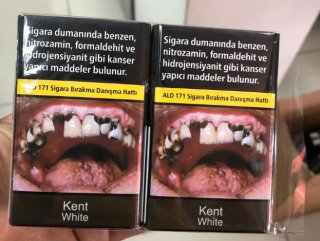 Sigara dumanında benzen,
nitrozamin, formaldehit ve
hidrojensiyanit gibi kanser
yapıcı maddeler bulunur.
ALO 171 Sigara Bırakma Danışma Hattı
Kent
White
Sigara dumanında benzen,
nitrozamin, formaldehit ve
hidrojensiyanit gibi kanser
yapıcı maddeler bulunur.
ALO 171 Sigara Bırakma Danışma Hattı
Kent
White